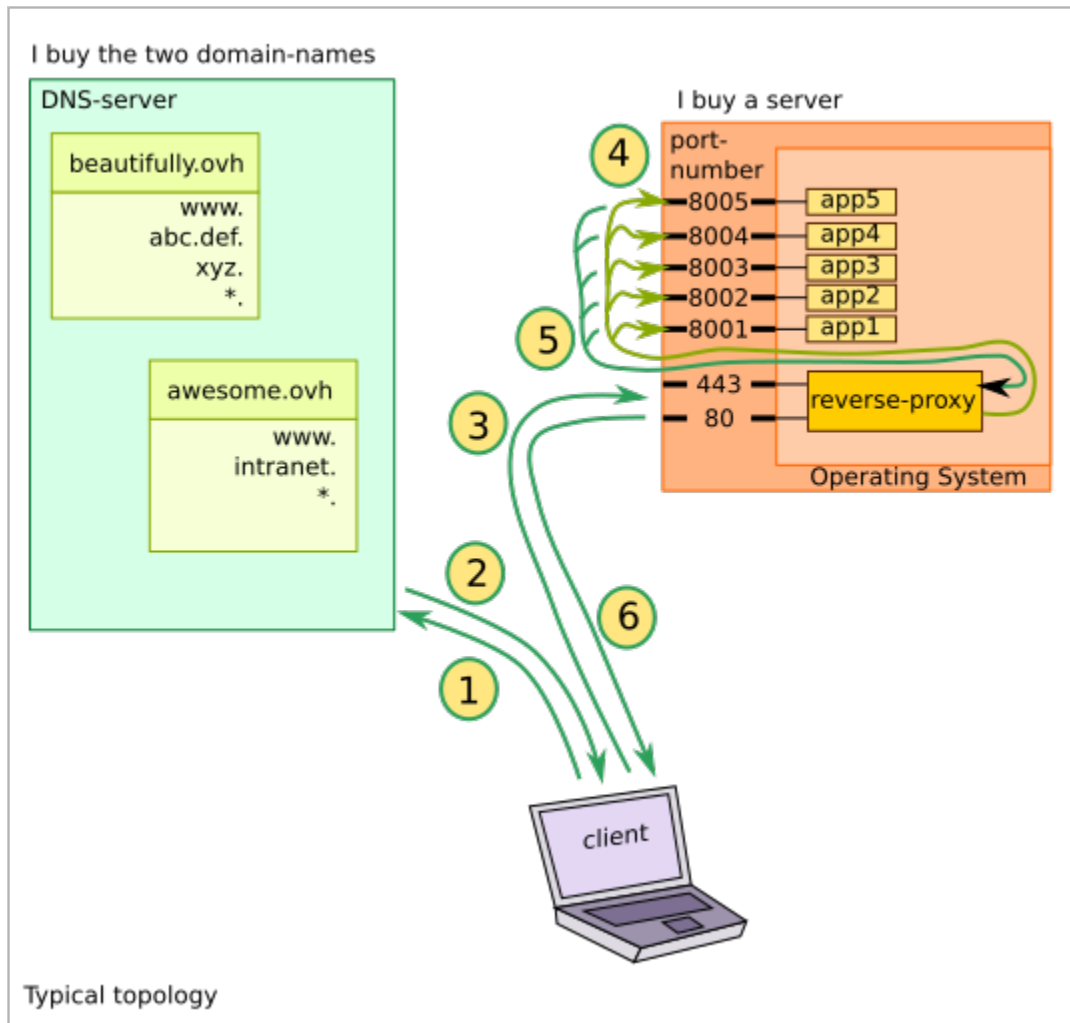 I buy the two domain-names
DNS-server
beautifully.ovh
www.
abc.def.
xyz.
*.
awesome.ovh
www.
intranet.
*.
I buy a server
port-
number
8005
app5
8004
app4
8003
app3
8002
app2
8001
app1
443
80
reverse-proxy
Operating System
4
5
3
2
6
1
client
Typical topology